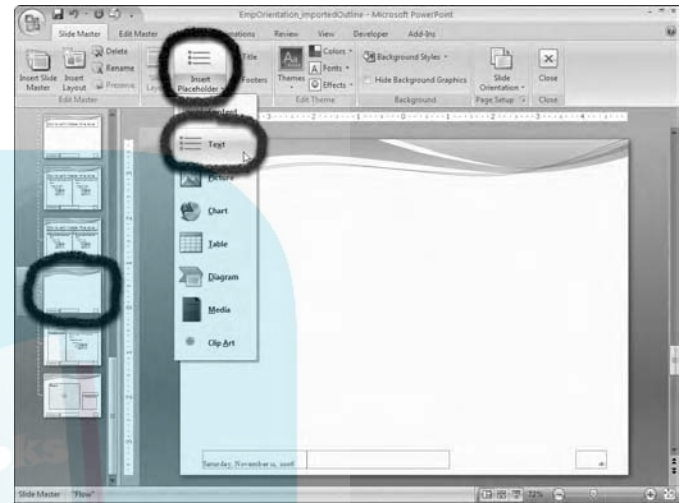 EmpOrientation_importedOutline - Microsoft PowerPoint
Slide Master Edit Master Review View Developer Add-Ins
Insert Slide Master
Insert Layout
Delete
Rename
Preserve
Insert Placeholder
Title
Footers
Themes
Colors
Fonts
Effects
Background Styles
Hide Background Graphics
Slide Orientation
Close
Edit Master Edit Theme Background Page Setup Close
Content
Text
Picture
Chart
Table
Diagram
Media
Clip Art
Saturday, November 11, 2006
Slide Master "Flow" 72%